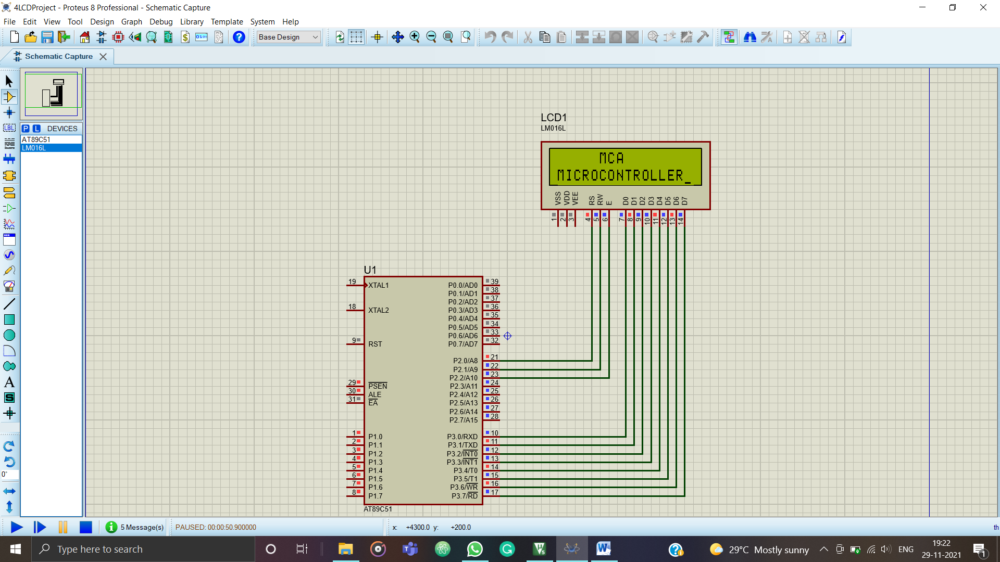 4LCDProject - Proteus 8 Professional - Schematic Capture
File Edit View Tool Design Graph Debug Library Template System Help
Base Design
Schematic Capture
LBL
P L DEVICES
AT89C51
LM016L
LCD1
LM016L
MCA
MICROCONTROLLER_
VSS VDD VEE RS RW E D0 D1 D2 D3 D4 D5 D6 D7
1 2 3 4 5 6 7 8 9 10 11 12 13 14
U1
19 XTAL1 P0.0/AD0 39
P0.1/AD1 38
P0.2/AD2 37
18 XTAL2 P0.3/AD3 36
P0.4/AD4 35
P0.5/AD5 34
P0.6/AD6 33
9 RST P0.7/AD7 32
P2.0/A8 21
P2.1/A9 22
P2.2/A10 23
29 PSEN P2.3/A11 24
30 ALE P2.4/A12 25
31 EA P2.5/A13 26
P2.6/A14 27
P2.7/A15 28
1 P1.0 P3.0/RXD 10
2 P1.1 P3.1/TXD 11
3 P1.2 P3.2/INT0 12
4 P1.3 P3.3/INT1 13
5 P1.4 P3.4/T0 14
6 P1.5 P3.5/T1 15
7 P1.6 P3.6/WR 16
8 P1.7 P3.7/RD 17
AT89C51
0°
5 Message(s) PAUSED: 00:00:50.900000 x: +4300.0 y: +200.0 th
Type here to search 29°C Mostly sunny ENG 19:22
29-11-2021
1